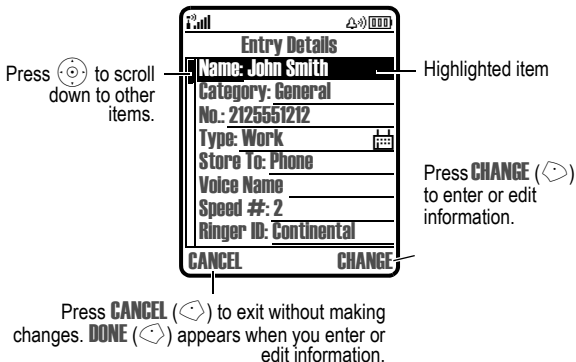 Entry Details
Name: John Smith
Category: General
No.: 2125551212
Type: Work
Store To: Phone
Voice Name
Speed #: 2
Ringer ID: Continental
CANCEL CHANGE
Press () to scroll
down to other
items.
Highlighted item
Press CHANGE ()
to enter or edit
information.
Press CANCEL () to exit without making
changes. DONE () appears when you enter or
edit information.